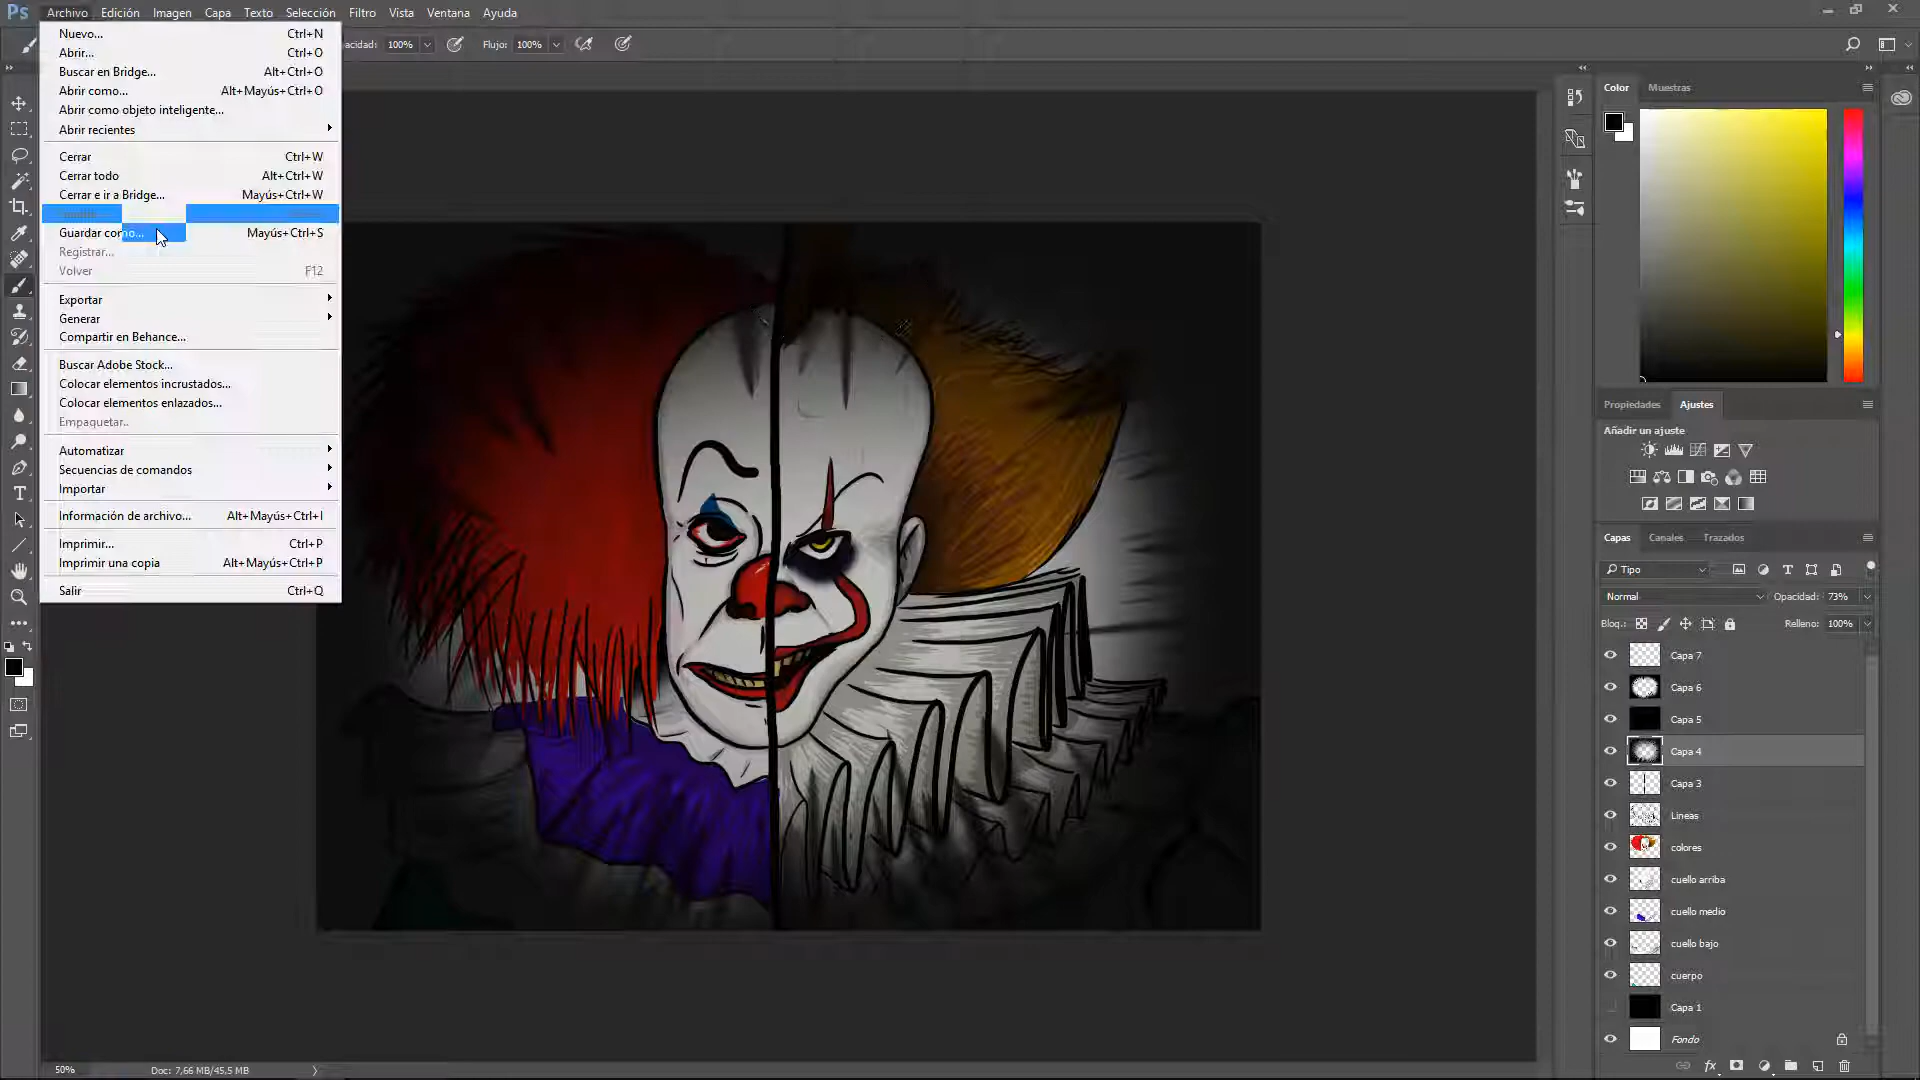 Ps Archivo Edición Imagen Capa Texto Selección Filtro Vista Ventana Ayuda
acidad: 100% Flujo: 100%
Nuevo... Ctrl+N
Abrir... Ctrl+O
Buscar en Bridge... Alt+Ctrl+O
Abrir como... Alt+Mayús+Ctrl+O
Abrir como objeto inteligente...
Abrir recientes
Cerrar Ctrl+W
Cerrar todo Alt+Ctrl+W
Cerrar e ir a Bridge... Mayús+Ctrl+W
Guardar como... Mayús+Ctrl+S
Registrar...
Volver F12
Exportar
Generar
Compartir en Behance...
Buscar Adobe Stock...
Colocar elementos incrustados...
Colocar elementos enlazados...
Empaquetar..
Automatizar
Secuencias de comandos
Importar
Información de archivo... Alt+Mayús+Ctrl+I
Imprimir... Ctrl+P
Imprimir una copia Alt+Mayús+Ctrl+P
Salir Ctrl+Q
Color Muestras
Propiedades Ajustes
Añadir un ajuste
Capas Canales Trazados
Tipo
Normal Opacidad: 73%
Bloq.: Relleno: 100%
Capa 7
Capa 6
Capa 5
Capa 4
Capa 3
Lineas
colores
cuello arriba
cuello medio
cuello bajo
cuerpo
Capa 1
Fondo
50% Doc: 7,66 MB/45,5 MB